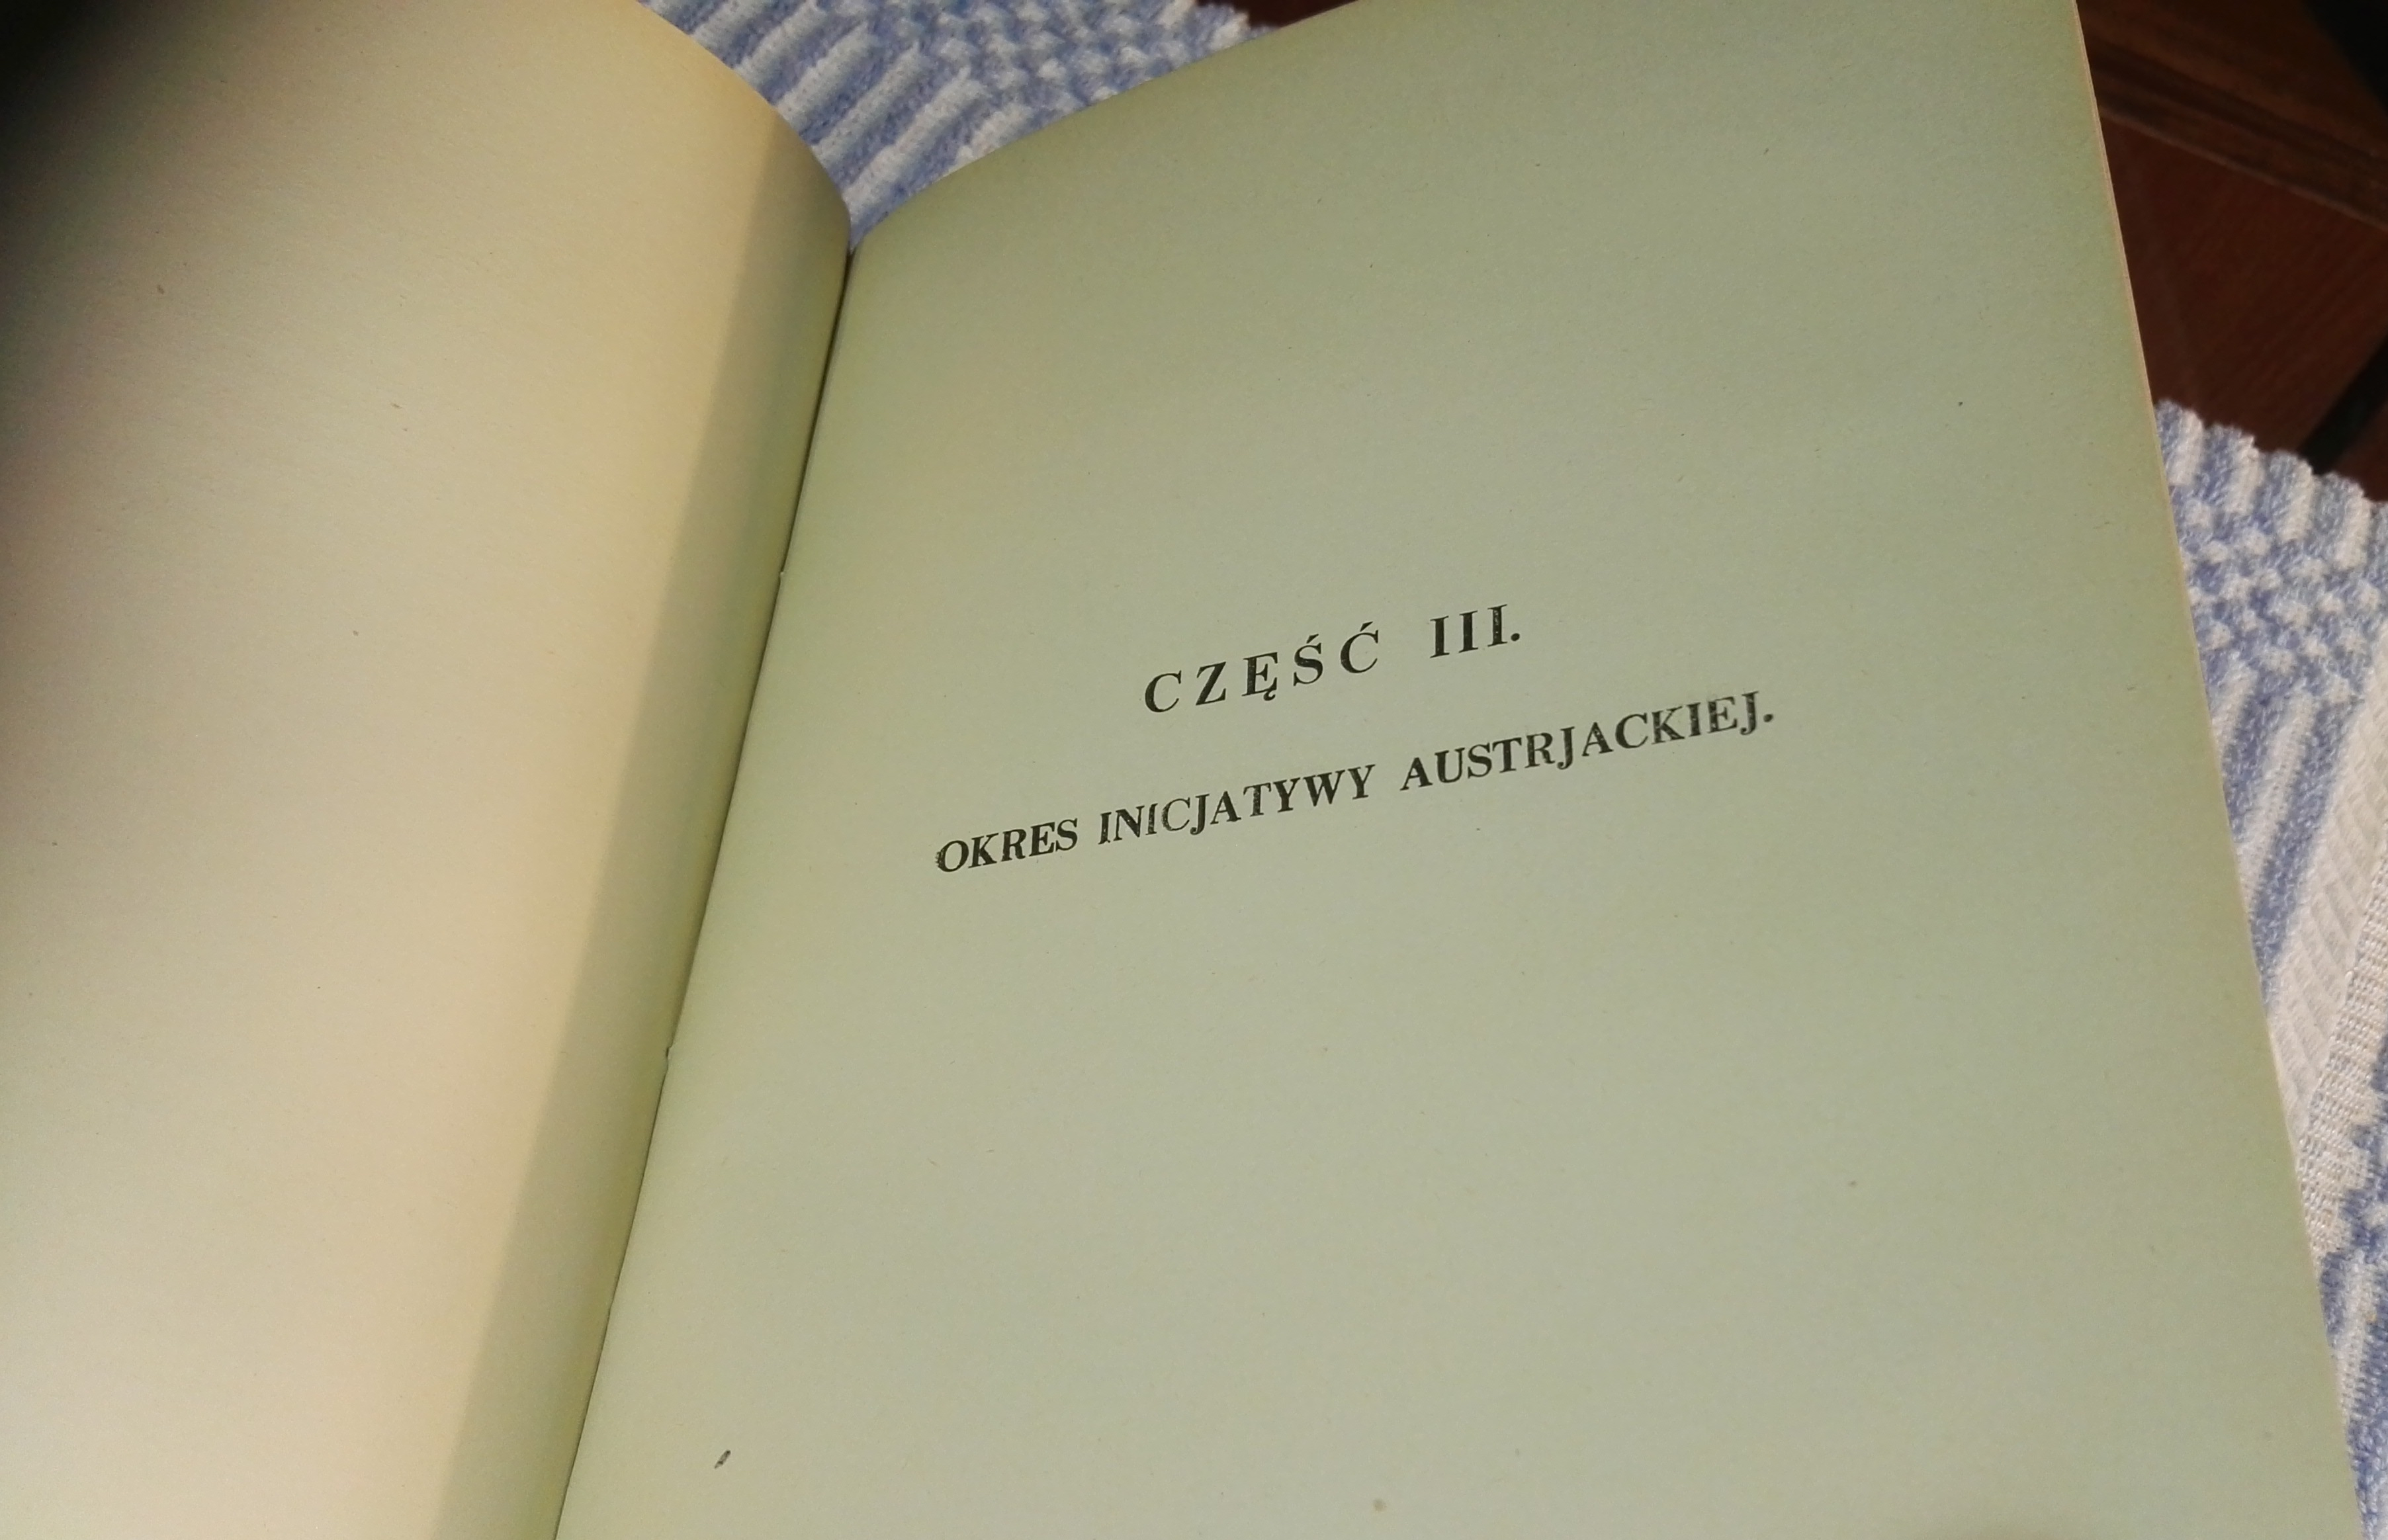 CZĘŚĆ III.
OKRES INICJATYWY AUSTRJACKIEJ.